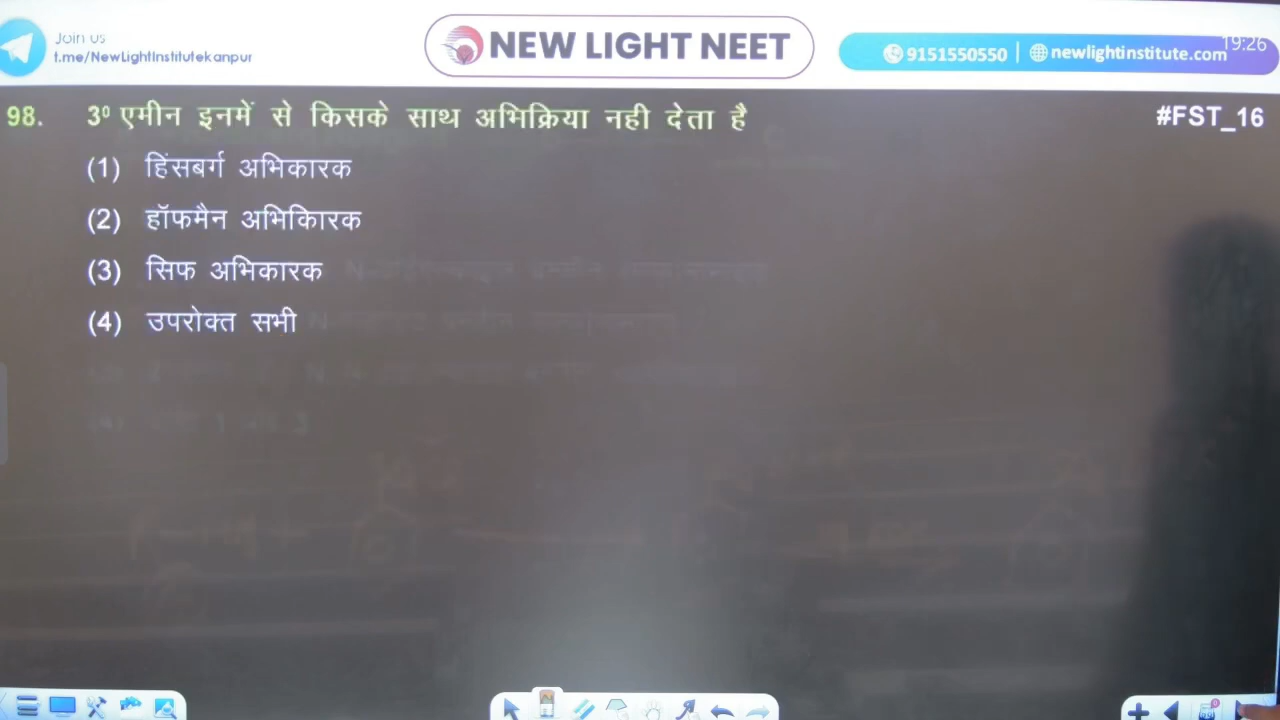 Join us
t.me/NewLightInstitutekanpur
NEW LIGHT NEET
9151550550 | newlightinstitute.com
19:26
98. 3⁰ एमीन इनमें से किसके साथ अभिक्रिया नही देता है
#FST_16
(1) हिंसबर्ग अभिकारक
(2) हॉफमैन अभिकिारक
(3) सिफ अभिकारक
(4) उपरोक्त सभी